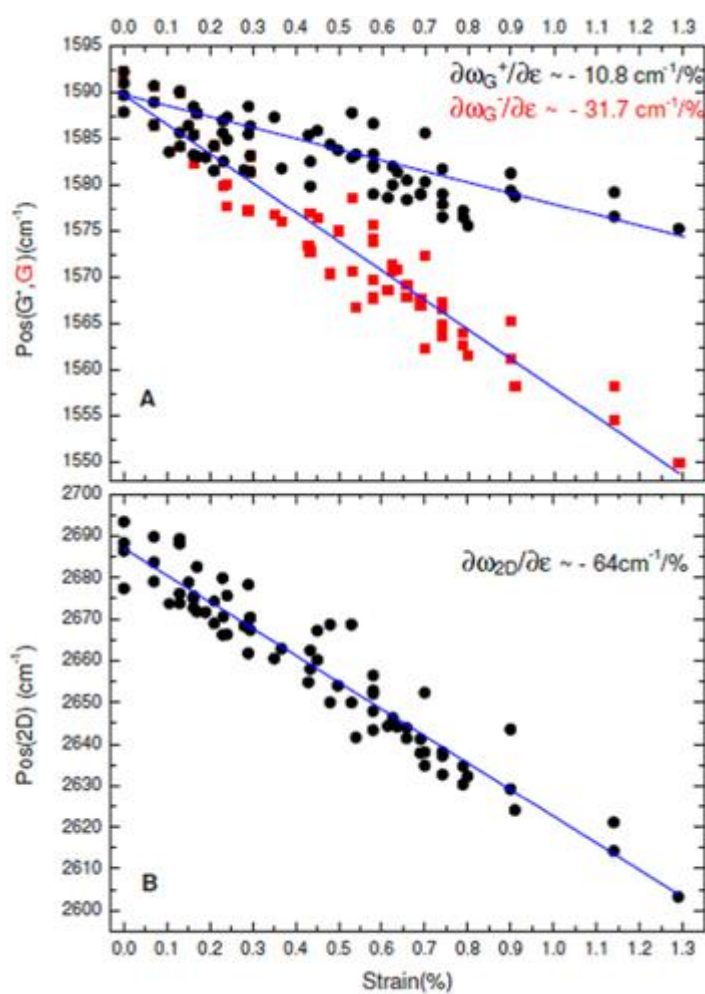 0.0 0.1 0.2 0.3 0.4 0.5 0.6 0.7 0.8 0.9 1.0 1.1 1.2 1.3
1595
1590
1585
1580
1575
1570
1565
1560
1555
1550
Pos(G⁺,G)(cm⁻¹)
∂ω_G⁺/∂ε ~ - 10.8 cm⁻¹/%
∂ω_G⁻/∂ε ~ - 31.7 cm⁻¹/%
A
2700
2690
2680
2670
2660
2650
2640
2630
2620
2610
2600
Pos(2D) (cm⁻¹)
∂ω₂D/∂ε ~ - 64cm⁻¹/%
B
0.0 0.1 0.2 0.3 0.4 0.5 0.6 0.7 0.8 0.9 1.0 1.1 1.2 1.3
Strain(%)